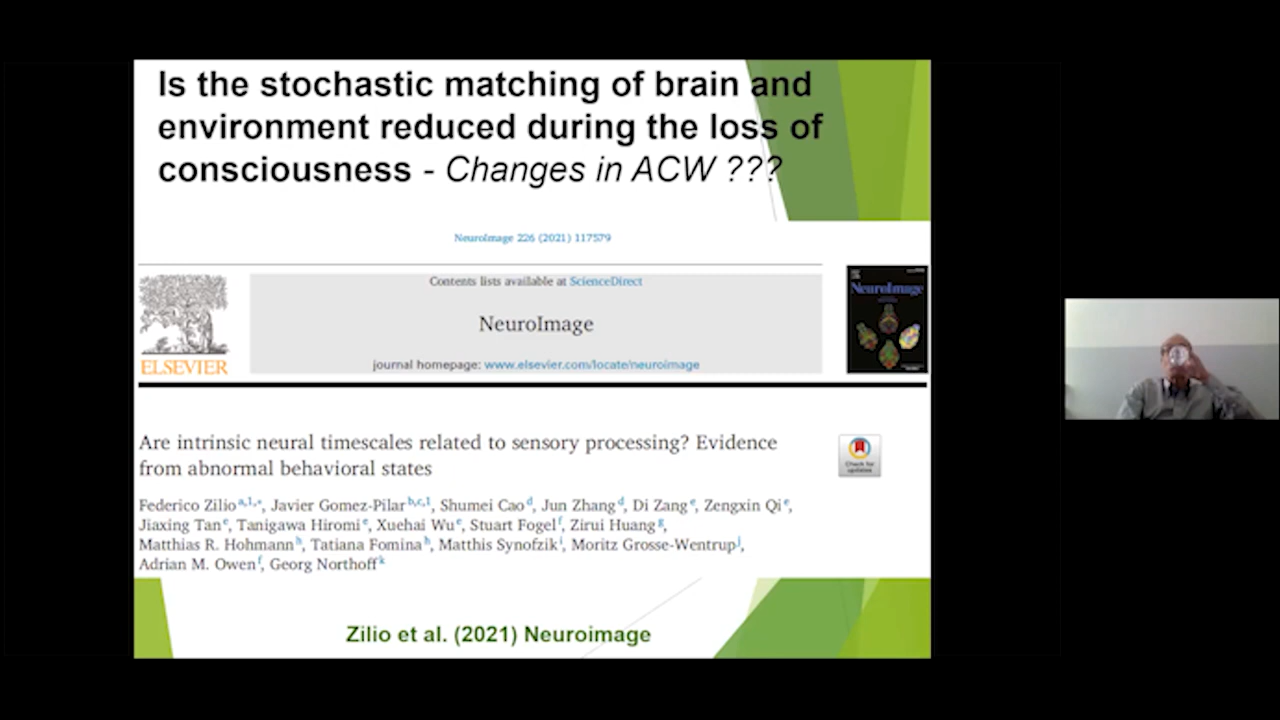 Is the stochastic matching of brain and
environment reduced during the loss of
consciousness - Changes in ACW ???
NeuroImage 226 (2021) 117579
Contents lists available at ScienceDirect
NeuroImage
journal homepage: www.elsevier.com/locate/neuroimage
ELSEVIER
NeuroImage
Are intrinsic neural timescales related to sensory processing? Evidence
from abnormal behavioral states
Check for
updates
Federico Zilio a,1,*, Javier Gomez-Pilar b,c,1, Shumei Cao d, Jun Zhang d, Di Zang e, Zengxin Qi e,
Jiaxing Tan e, Tanigawa Hiromi e, Xuehai Wu e, Stuart Fogel f, Zirui Huang g,
Matthias R. Hohmann h, Tatiana Fomina h, Matthis Synofzik i, Moritz Grosse-Wentrup j,
Adrian M. Owen f, Georg Northoff k
Zilio et al. (2021) Neuroimage